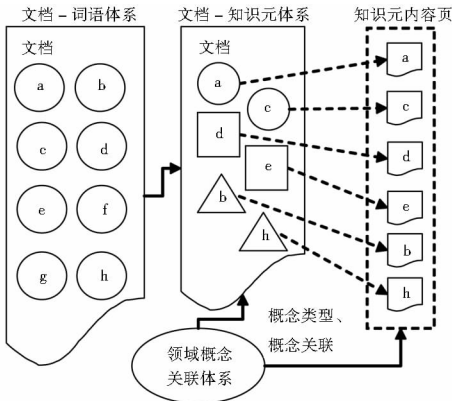 文档－词语体系
文档－知识元体系
知识元内容页
文档
a b
c d
e f
g h
文档
a
c
d
e
b
h
a
c
d
e
b
h
概念类型、
概念关联
领域概念
关联体系